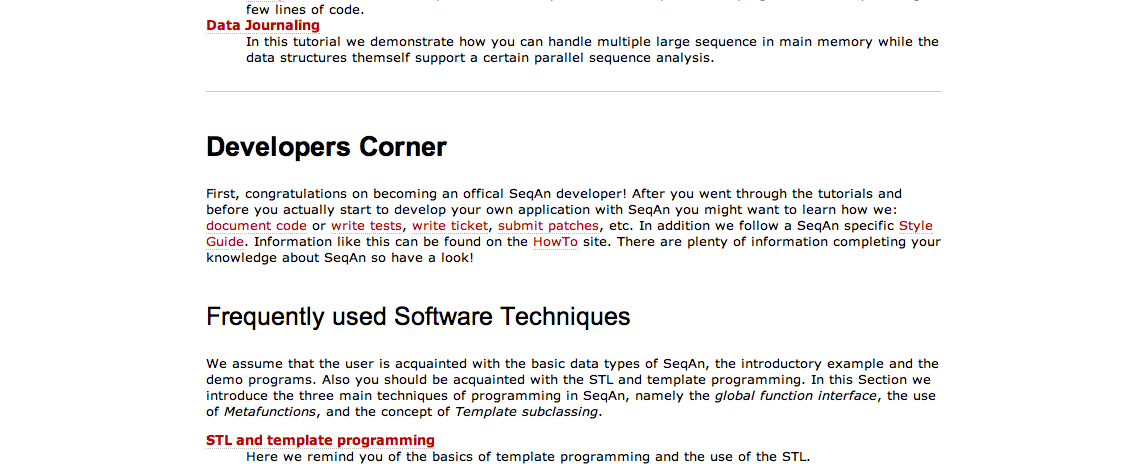 few lines of code.
Data Journaling
In this tutorial we demonstrate how you can handle multiple large sequence in main memory while the
data structures themself support a certain parallel sequence analysis.
Developers Corner
First, congratulations on becoming an offical SeqAn developer! After you went through the tutorials and
before you actually start to develop your own application with SeqAn you might want to learn how we:
document code or write tests, write ticket, submit patches, etc. In addition we follow a SeqAn specific Style
Guide. Information like this can be found on the HowTo site. There are plenty of information completing your
knowledge about SeqAn so have a look!
Frequently used Software Techniques
We assume that the user is acquainted with the basic data types of SeqAn, the introductory example and the
demo programs. Also you should be acquainted with the STL and template programming. In this Section we
introduce the three main techniques of programming in SeqAn, namely the global function interface, the use
of Metafunctions, and the concept of Template subclassing.
STL and template programming
Here we remind you of the basics of template programming and the use of the STL.